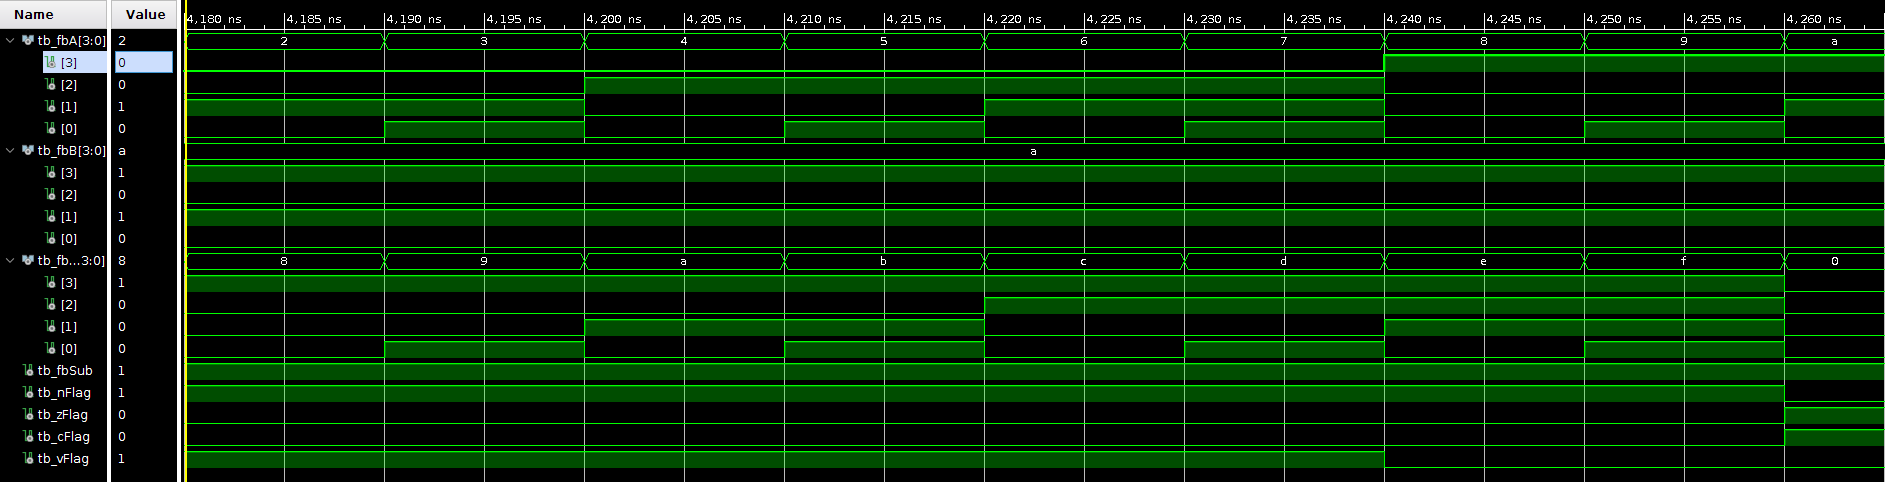 Name Value 4,180 ns 4,185 ns 4,190 ns 4,195 ns 4,200 ns 4,205 ns 4,210 ns 4,215 ns 4,220 ns 4,225 ns 4,230 ns 4,235 ns 4,240 ns 4,245 ns 4,250 ns 4,255 ns 4,260 ns
tb_fbA[3:0] 2 2 3 4 5 6 7 8 9 a
[3] 0
[2] 0
[1] 1
[0] 0
tb_fbB[3:0] a a
[3] 1
[2] 0
[1] 1
[0] 0
tb_fb...3:0] 8 8 9 a b c d e f 0
[3] 1
[2] 0
[1] 0
[0] 0
tb_fbSub 1
tb_nFlag 1
tb_zFlag 0
tb_cFlag 0
tb_vFlag 1